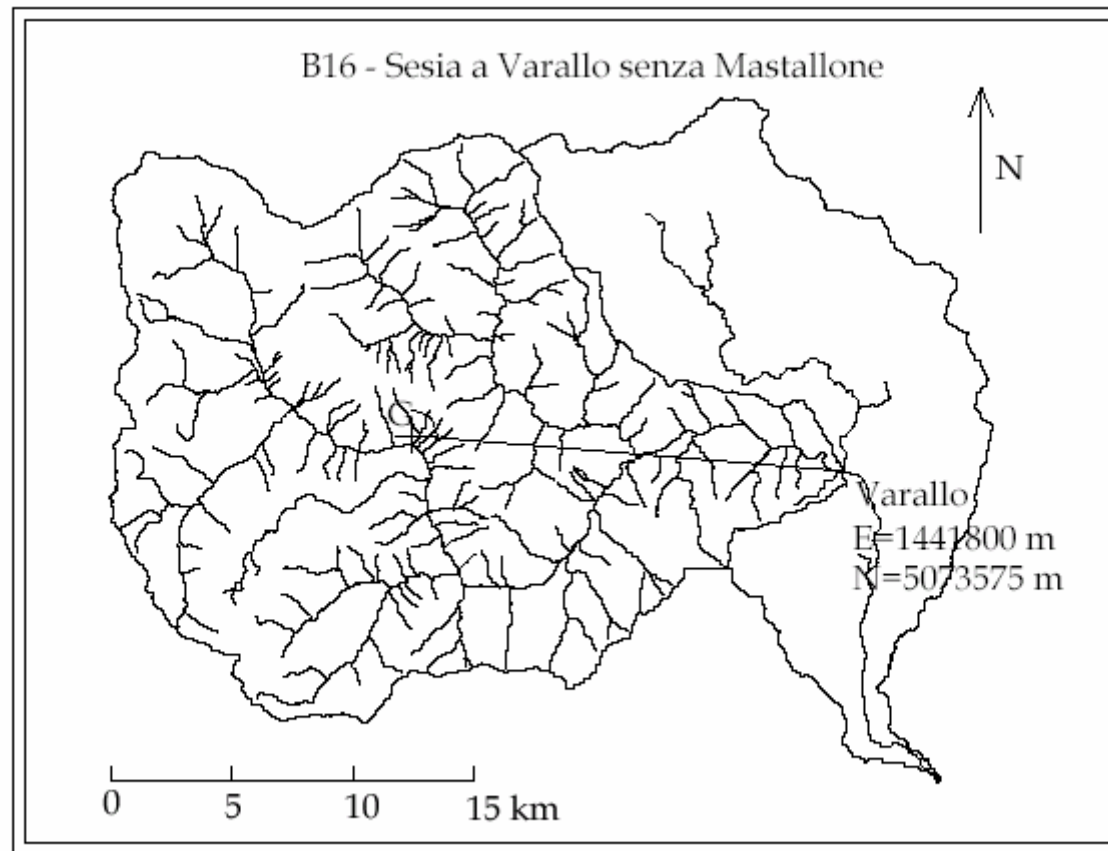 B16 - Sesia a Varallo senza Mastallone
N
G
Varallo
E=1441800 m
N=5073575 m
0 5 10 15 km